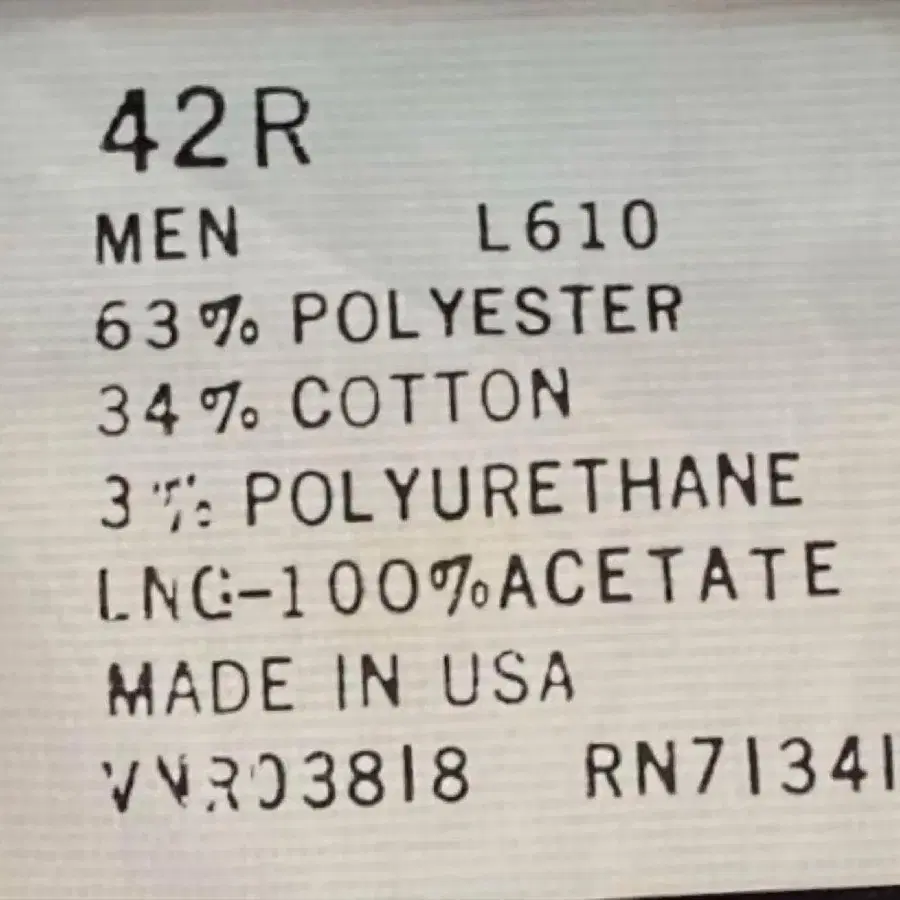 42R
MEN L610
63% POLYESTER
34% COTTON
3% POLYURETHANE
LNG-100%ACETATE
MADE IN USA
RN71341